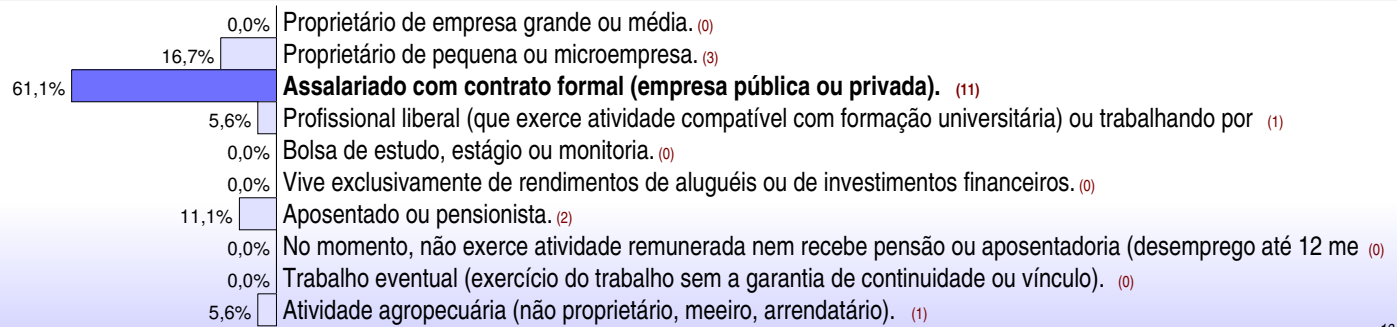 0,0% Proprietário de empresa grande ou média. (0)
16,7% Proprietário de pequena ou microempresa. (3)
61,1% Assalariado com contrato formal (empresa pública ou privada). (11)
5,6% Profissional liberal (que exerce atividade compatível com formação universitária) ou trabalhando por (1)
0,0% Bolsa de estudo, estágio ou monitoria. (0)
0,0% Vive exclusivamente de rendimentos de aluguéis ou de investimentos financeiros. (0)
11,1% Aposentado ou pensionista. (2)
0,0% No momento, não exerce atividade remunerada nem recebe pensão ou aposentadoria (desemprego até 12 me (0)
0,0% Trabalho eventual (exercício do trabalho sem a garantia de continuidade ou vínculo). (0)
5,6% Atividade agropecuária (não proprietário, meeiro, arrendatário). (1)